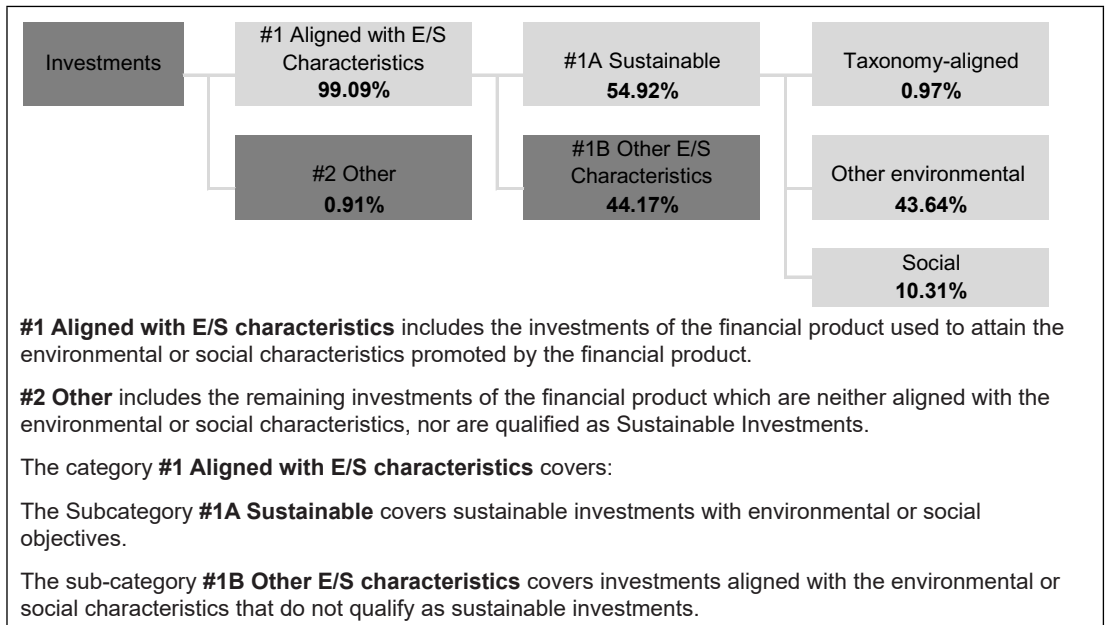 Investments
#1 Aligned with E/S
Characteristics
99.09%
#1A Sustainable
54.92%
Taxonomy-aligned
0.97%
#2 Other
0.91%
#1B Other E/S
Characteristics
44.17%
Other environmental
43.64%
Social
10.31%
#1 Aligned with E/S characteristics includes the investments of the financial product used to attain the
environmental or social characteristics promoted by the financial product.
#2 Other includes the remaining investments of the financial product which are neither aligned with the
environmental or social characteristics, nor are qualified as Sustainable Investments.
The category #1 Aligned with E/S characteristics covers:
The Subcategory #1A Sustainable covers sustainable investments with environmental or social
objectives.
The sub-category #1B Other E/S characteristics covers investments aligned with the environmental or
social characteristics that do not qualify as sustainable investments.